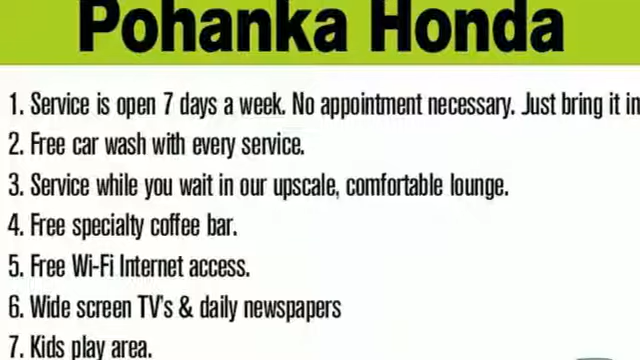 Pohanka Honda
1. Service is open 7 days a week. No appointment necessary. Just bring it in
2. Free car wash with every service.
3. Service while you wait in our upscale, comfortable lounge.
4. Free specialty coffee bar.
5. Free Wi-Fi Internet access.
6. Wide screen TV's & daily newspapers
7. Kids play area.